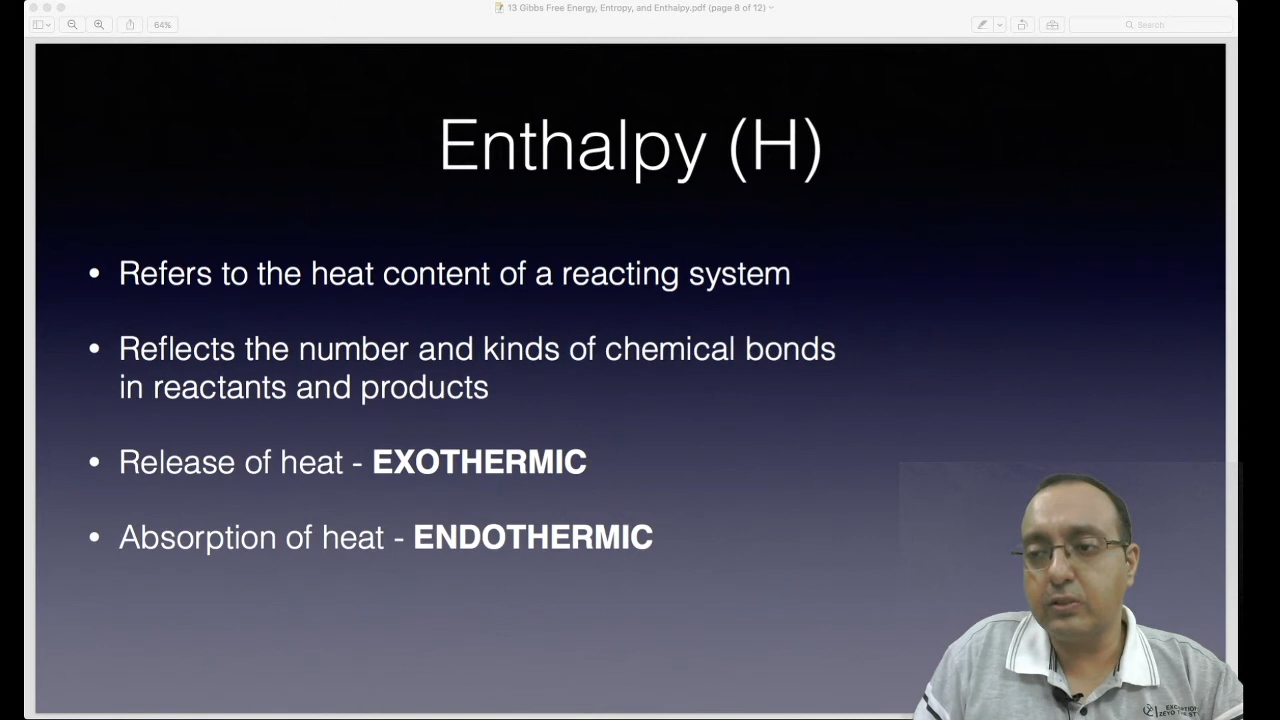 13 Gibbs Free Energy, Entropy, and Enthalpy.pdf (page 8 of 12)
64%
Search
Enthalpy (H)
• Refers to the heat content of a reacting system
• Reflects the number and kinds of chemical bonds
in reactants and products
• Release of heat - EXOTHERMIC
• Absorption of heat - ENDOTHERMIC